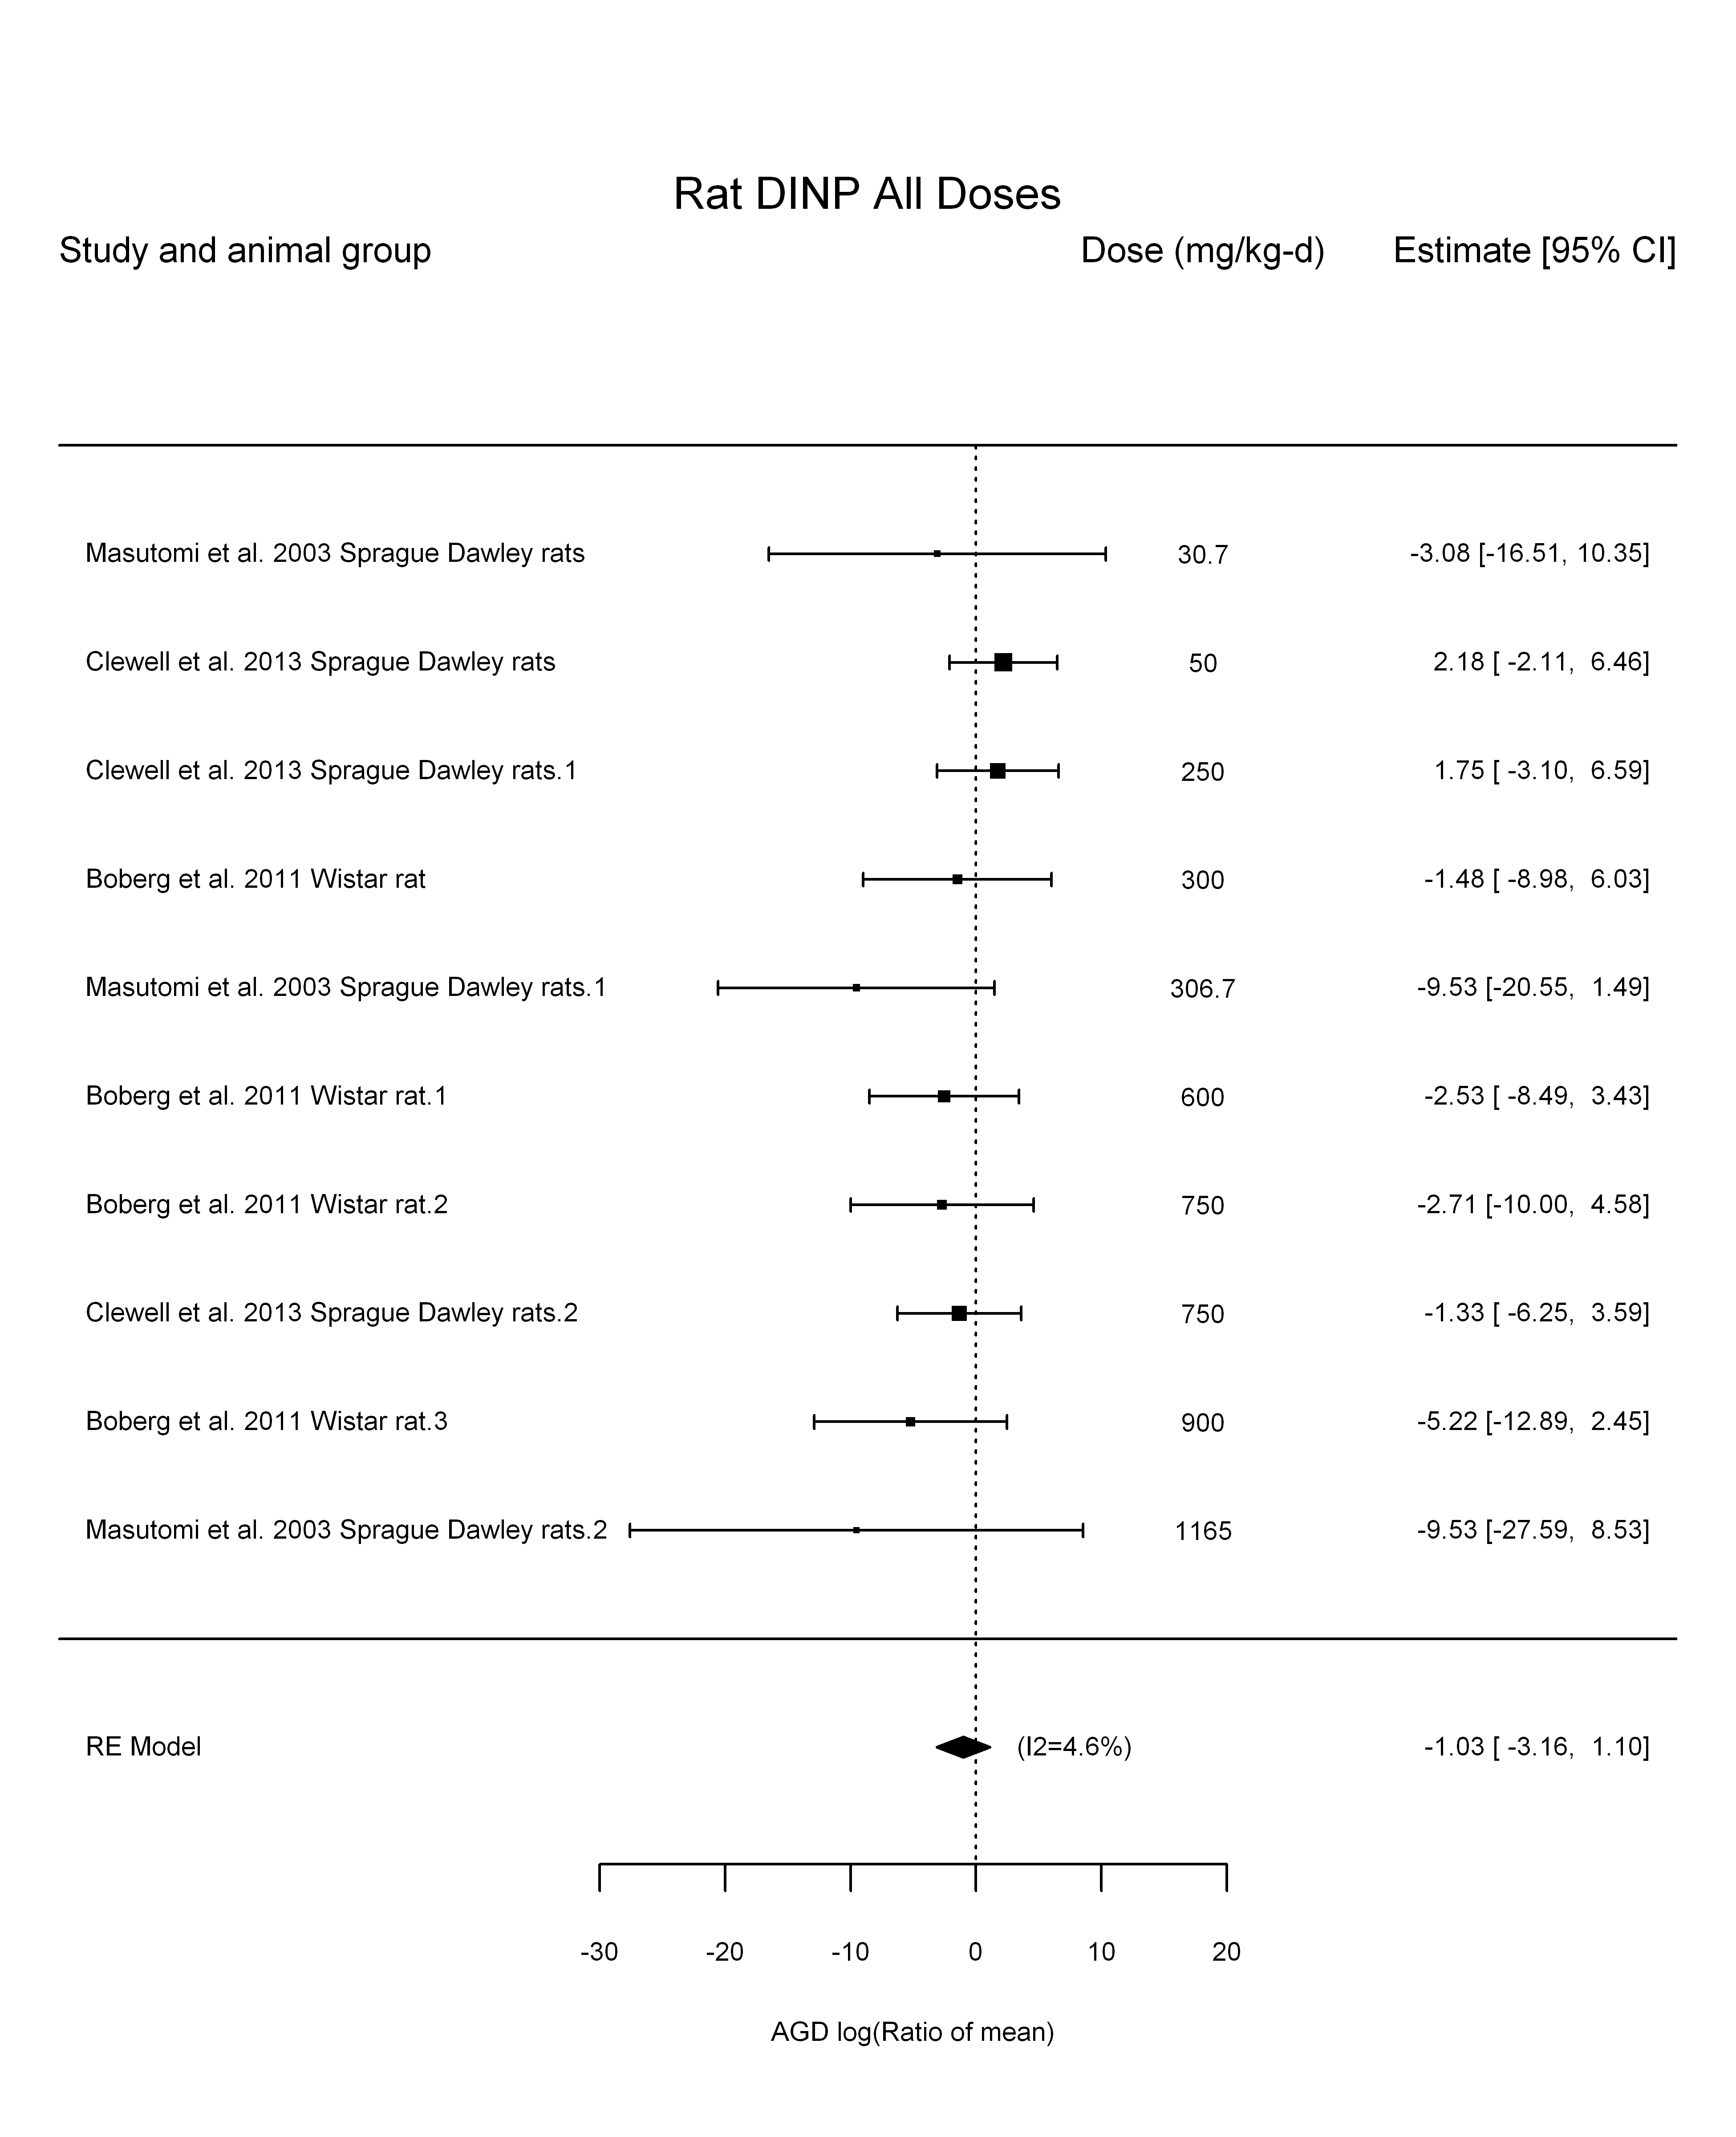 Rat DINP All Doses
Study and animal group Dose (mg/kg-d) Estimate [95% CI]
Masutomi et al. 2003 Sprague Dawley rats 30.7 -3.08 [-16.51, 10.35]
Clewell et al. 2013 Sprague Dawley rats 50 2.18 [ -2.11, 6.46]
Clewell et al. 2013 Sprague Dawley rats.1 250 1.75 [ -3.10, 6.59]
Boberg et al. 2011 Wistar rat 300 -1.48 [ -8.98, 6.03]
Masutomi et al. 2003 Sprague Dawley rats.1 306.7 -9.53 [-20.55, 1.49]
Boberg et al. 2011 Wistar rat.1 600 -2.53 [ -8.49, 3.43]
Boberg et al. 2011 Wistar rat.2 750 -2.71 [-10.00, 4.58]
Clewell et al. 2013 Sprague Dawley rats.2 750 -1.33 [ -6.25, 3.59]
Boberg et al. 2011 Wistar rat.3 900 -5.22 [-12.89, 2.45]
Masutomi et al. 2003 Sprague Dawley rats.2 1165 -9.53 [-27.59, 8.53]
RE Model (I2=4.6%) -1.03 [ -3.16, 1.10]
-30 -20 -10 0 10 20
AGD log(Ratio of mean)